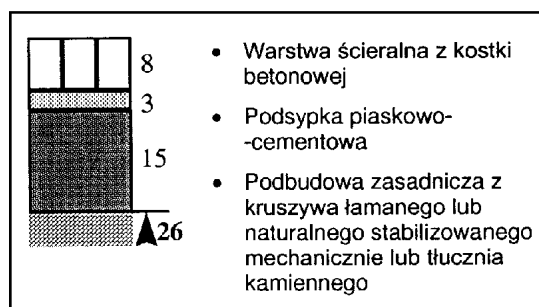 8
3
15
26
• Warstwa ścieralna z kostki
betonowej
• Podsypka piaskowo-
-cementowa
• Podbudowa zasadnicza z
kruszywa łamanego lub
naturalnego stabilizowanego
mechanicznie lub tłucznia
kamiennego